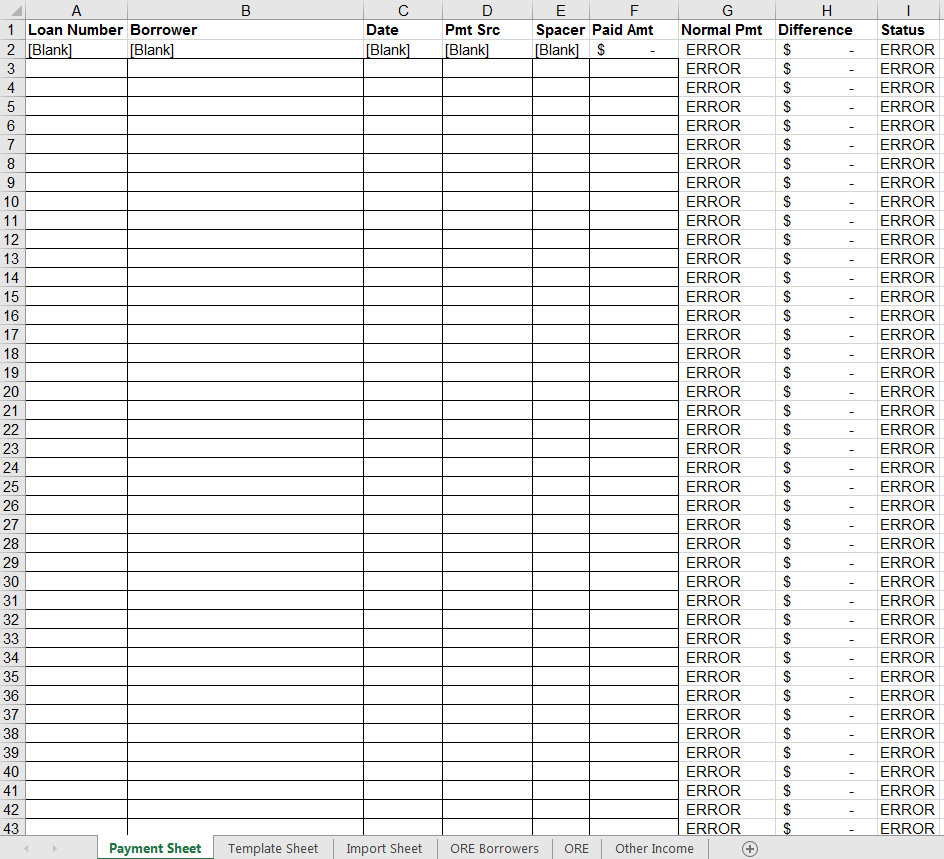 A B C D E F G H I
1 Loan Number Borrower Date Pmt Src Spacer Paid Amt Normal Pmt Difference Status
2 [Blank] [Blank] [Blank] [Blank] [Blank] $ - ERROR $ - ERROR
3 ERROR $ - ERROR
4 ERROR $ - ERROR
5 ERROR $ - ERROR
6 ERROR $ - ERROR
7 ERROR $ - ERROR
8 ERROR $ - ERROR
9 ERROR $ - ERROR
10 ERROR $ - ERROR
11 ERROR $ - ERROR
12 ERROR $ - ERROR
13 ERROR $ - ERROR
14 ERROR $ - ERROR
15 ERROR $ - ERROR
16 ERROR $ - ERROR
17 ERROR $ - ERROR
18 ERROR $ - ERROR
19 ERROR $ - ERROR
20 ERROR $ - ERROR
21 ERROR $ - ERROR
22 ERROR $ - ERROR
23 ERROR $ - ERROR
24 ERROR $ - ERROR
25 ERROR $ - ERROR
26 ERROR $ - ERROR
27 ERROR $ - ERROR
28 ERROR $ - ERROR
29 ERROR $ - ERROR
30 ERROR $ - ERROR
31 ERROR $ - ERROR
32 ERROR $ - ERROR
33 ERROR $ - ERROR
34 ERROR $ - ERROR
35 ERROR $ - ERROR
36 ERROR $ - ERROR
37 ERROR $ - ERROR
38 ERROR $ - ERROR
39 ERROR $ - ERROR
40 ERROR $ - ERROR
41 ERROR $ - ERROR
42 ERROR $ - ERROR
43 ERROR $ - ERROR
Payment Sheet Template Sheet Import Sheet ORE Borrowers ORE Other Income